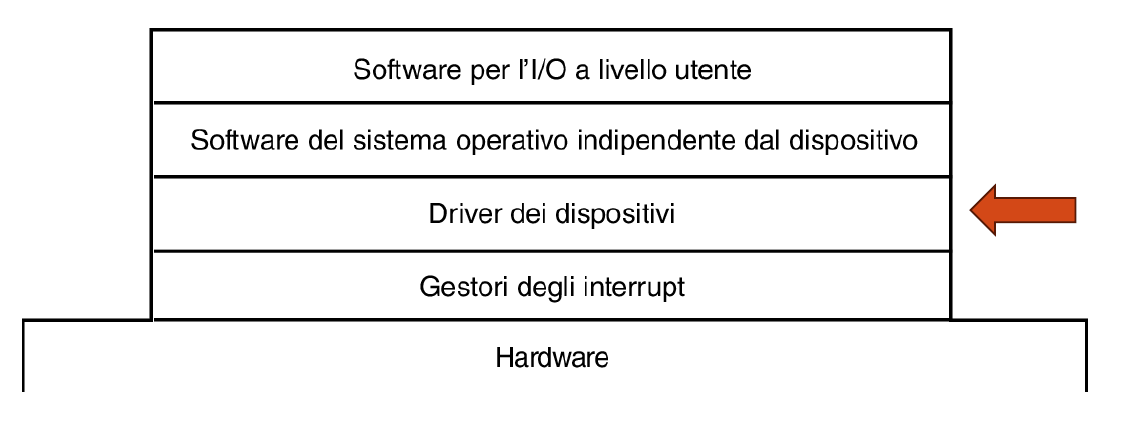 Software per l'I/O a livello utente
Software del sistema operativo indipendente dal dispositivo
Driver dei dispositivi
Gestori degli interrupt
Hardware